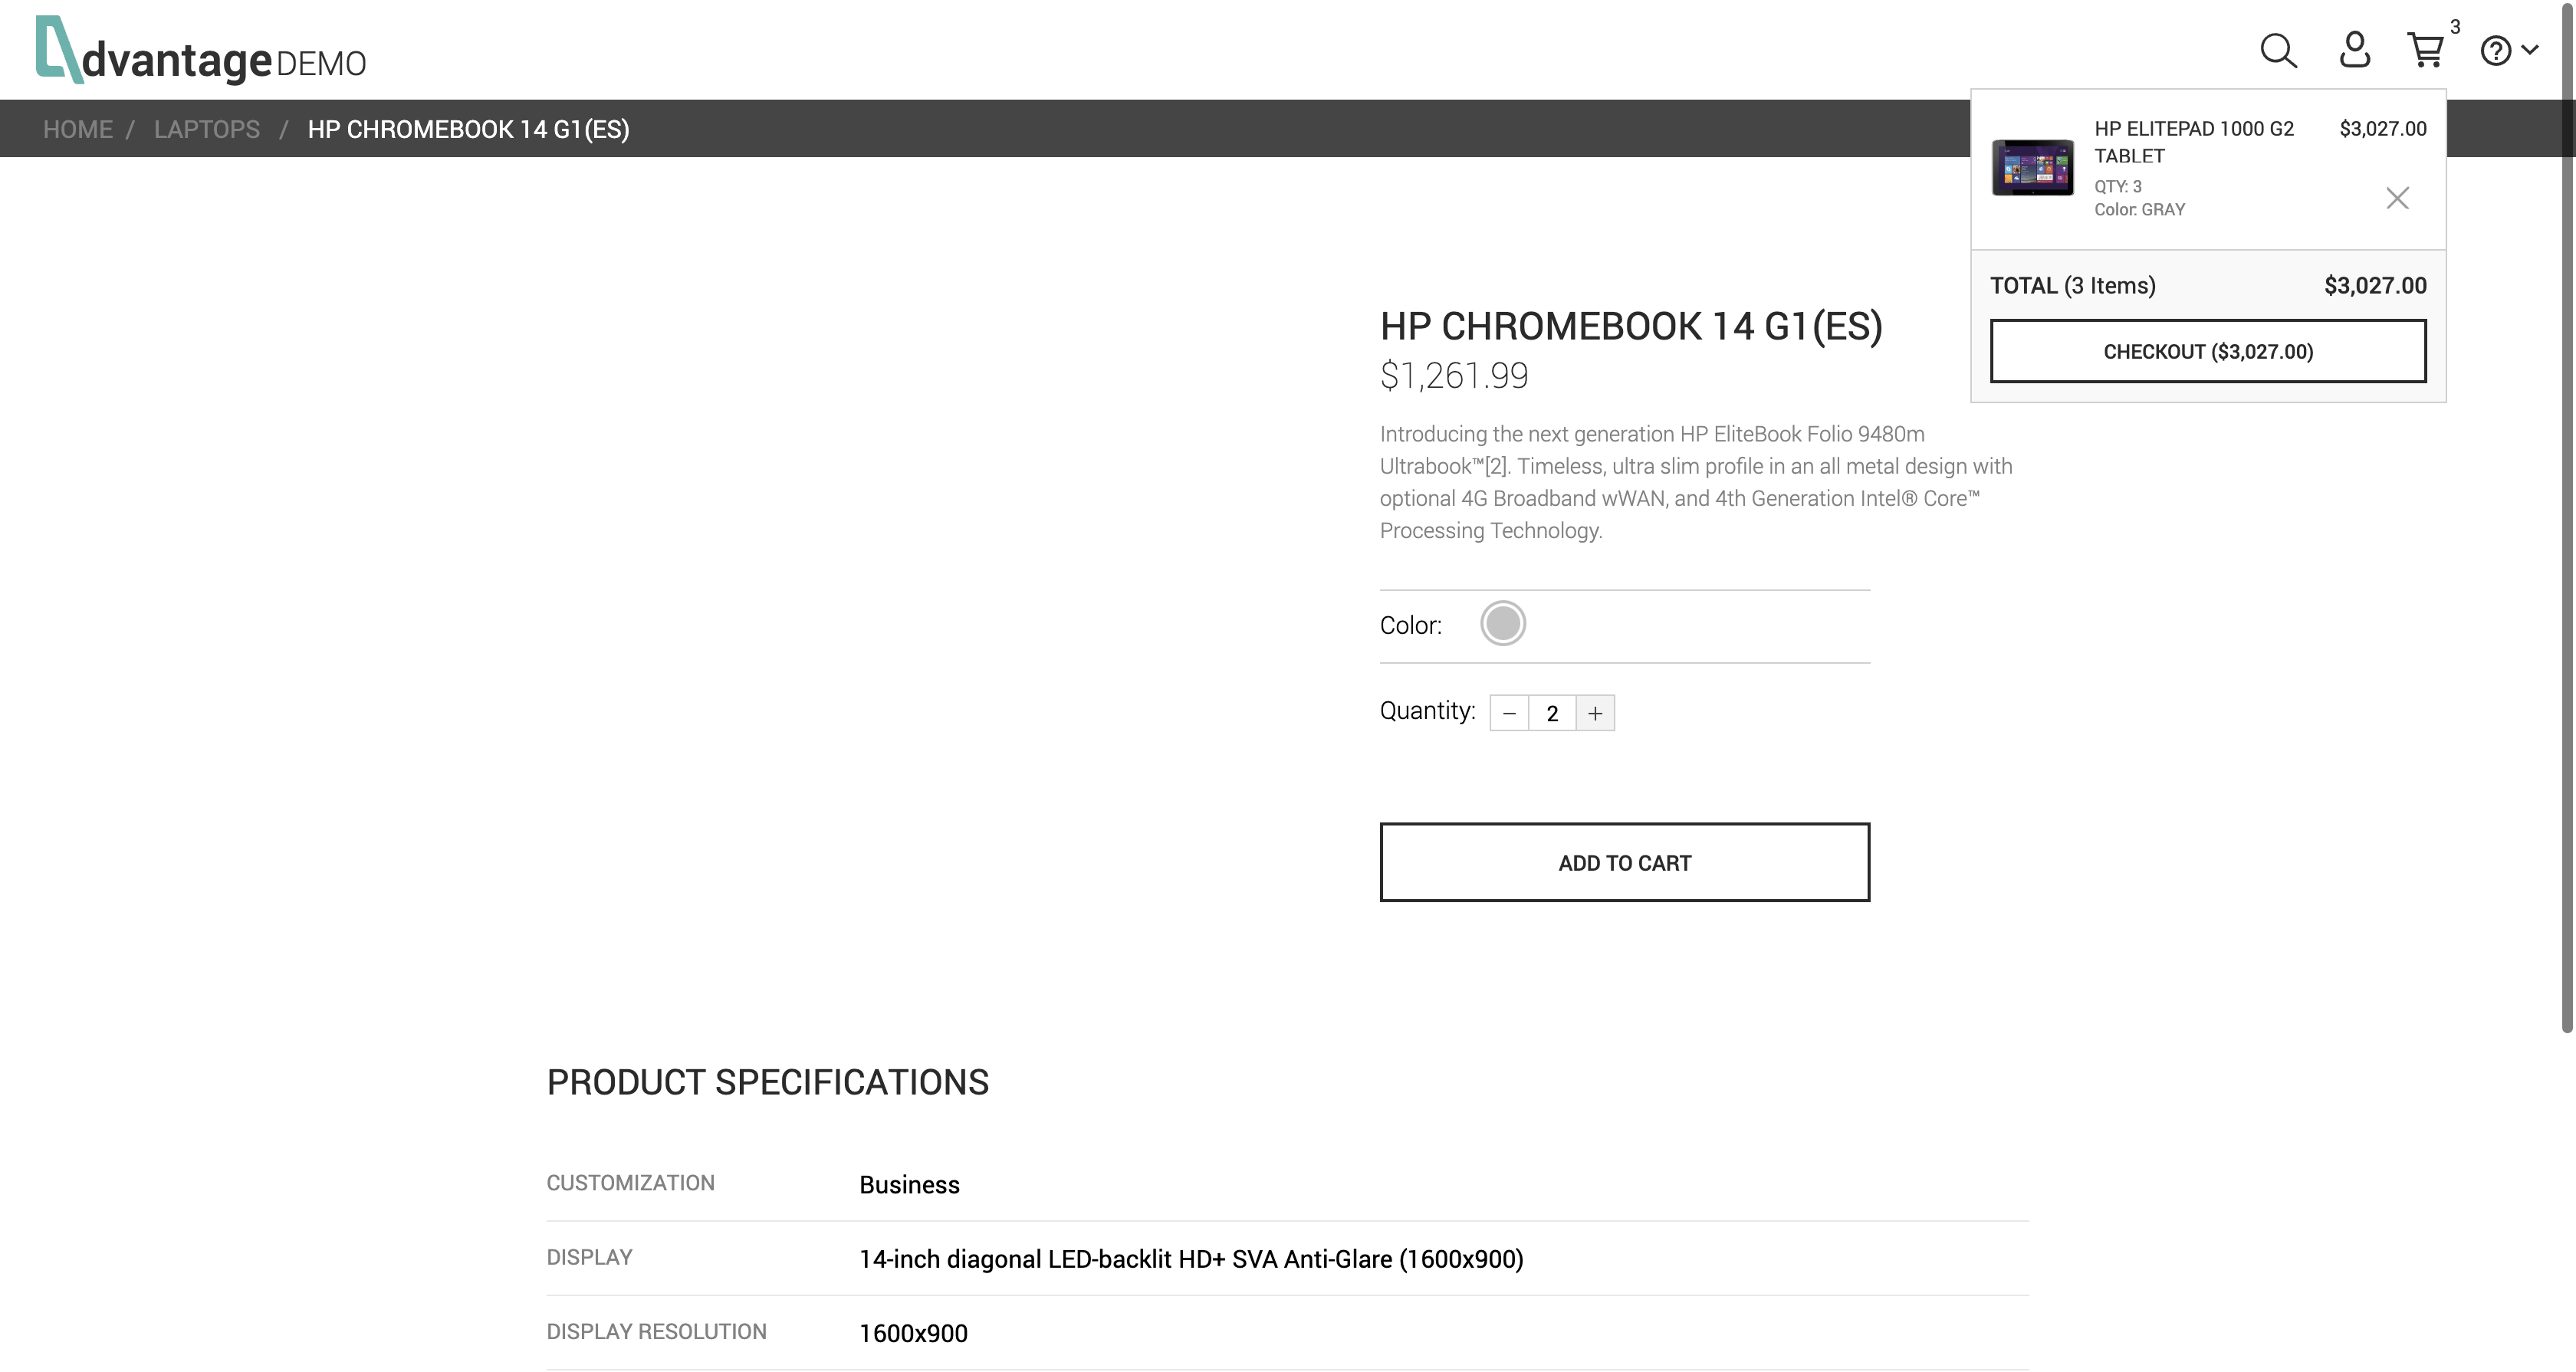 dvantage DEMO
3
HOME / LAPTOPS / HP CHROMEBOOK 14 G1(ES)
HP ELITEPAD 1000 G2 TABLET
$3,027.00
QTY: 3
Color: GRAY
TOTAL (3 Items) $3,027.00
CHECKOUT ($3,027.00)
HP CHROMEBOOK 14 G1(ES)
$1,261.99
Introducing the next generation HP EliteBook Folio 9480m
Ultrabook™[2]. Timeless, ultra slim profile in an all metal design with
optional 4G Broadband wWAN, and 4th Generation Intel® Core™
Processing Technology.
Color:
Quantity: − 2 +
ADD TO CART
PRODUCT SPECIFICATIONS
CUSTOMIZATION Business
DISPLAY 14-inch diagonal LED-backlit HD+ SVA Anti-Glare (1600x900)
DISPLAY RESOLUTION 1600x900